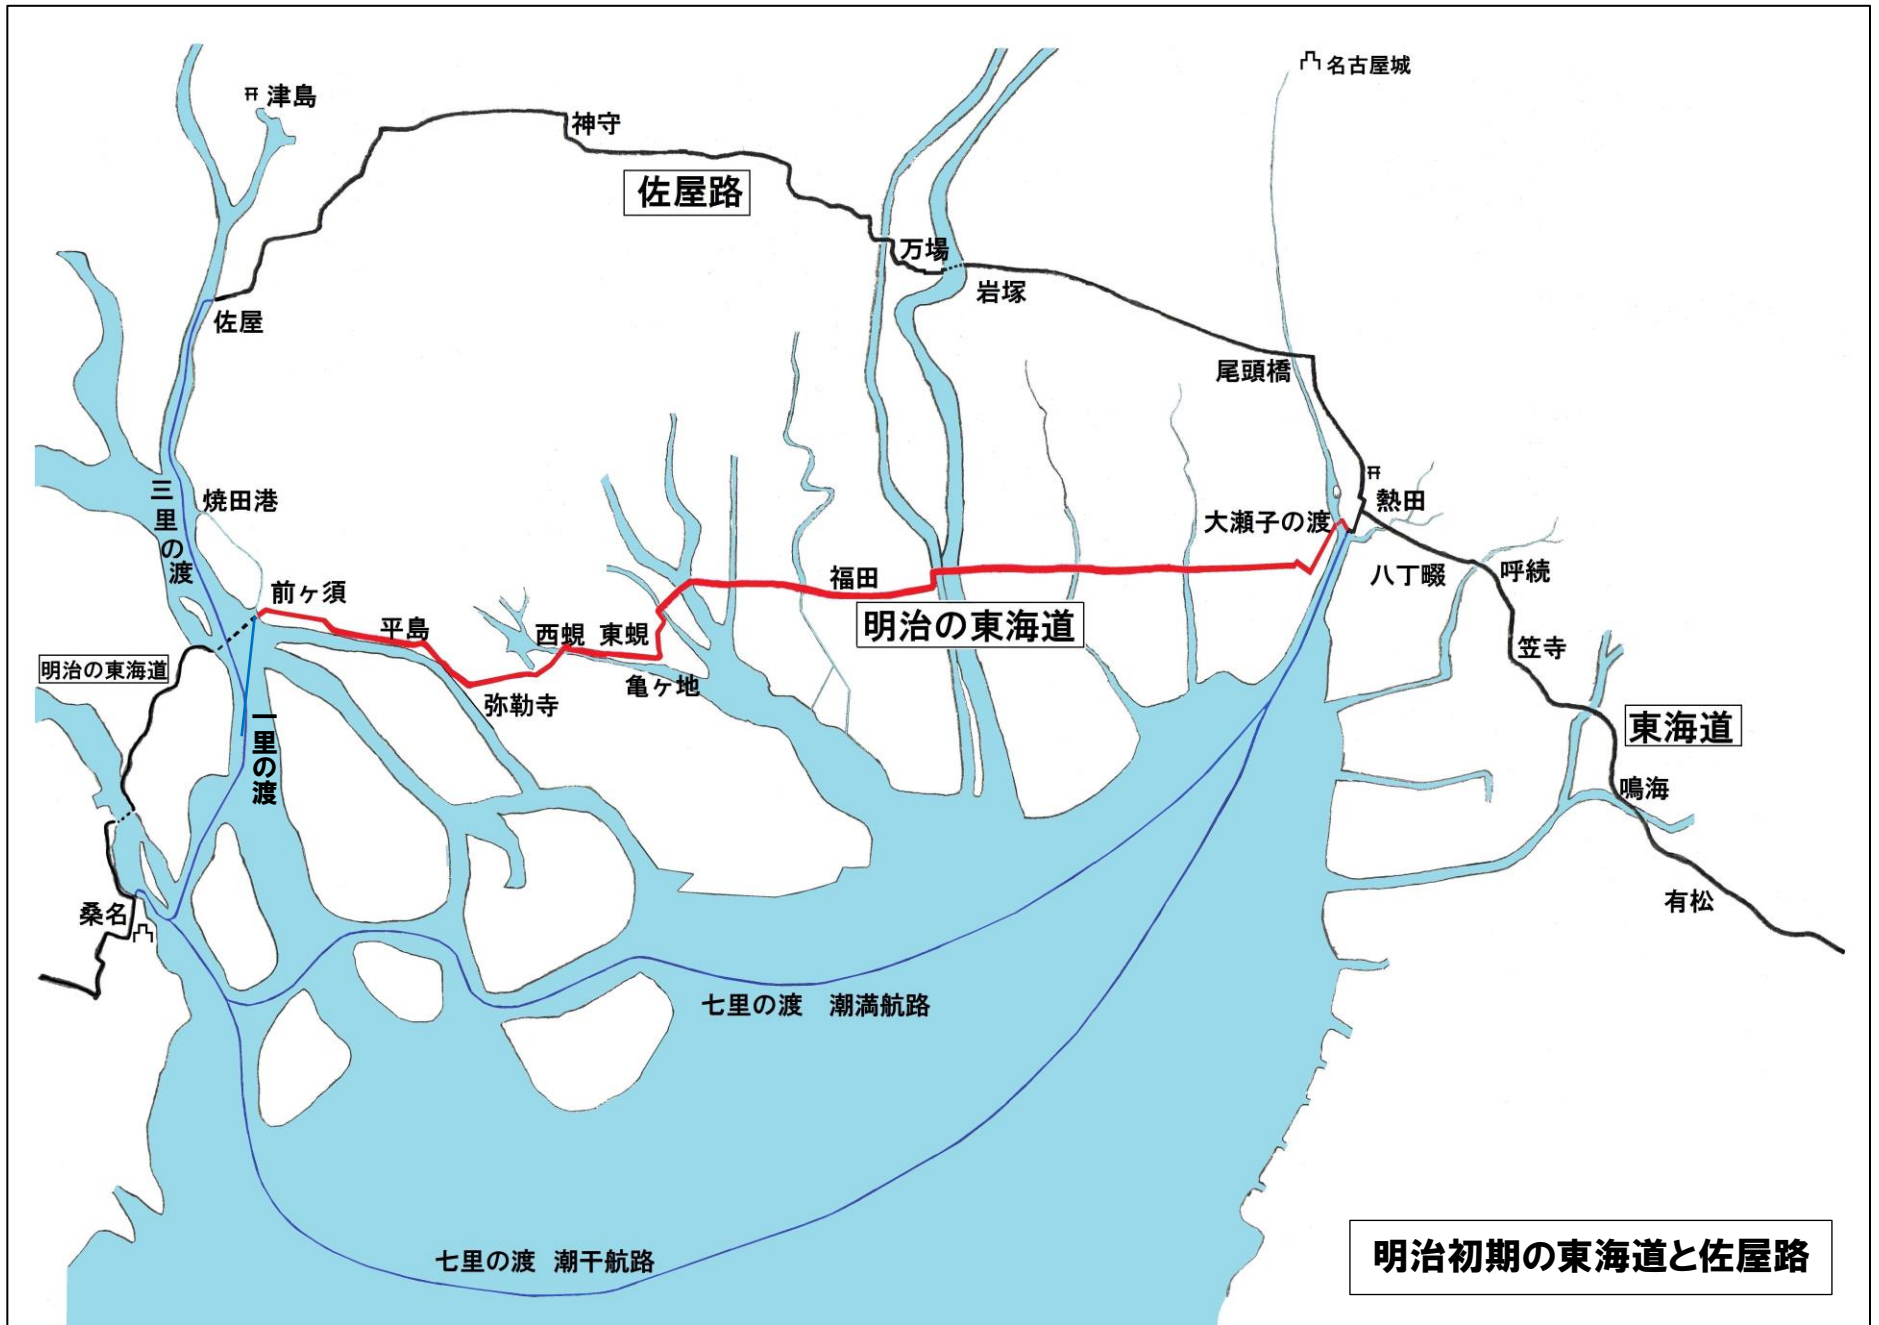 名古屋城
津島
神守
佐屋路
万場
岩塚
佐屋
尾頭橋
三里の渡
焼田港
熱田
大瀬子の渡
八丁畷
呼続
前ヶ須
福田
平島
西蜆 東蜆
明治の東海道
笠寺
明治の東海道
亀ヶ地
弥勒寺
東海道
一里の渡
鳴海
有松
桑名
七里の渡 潮満航路
七里の渡 潮干航路
明治初期の東海道と佐屋路